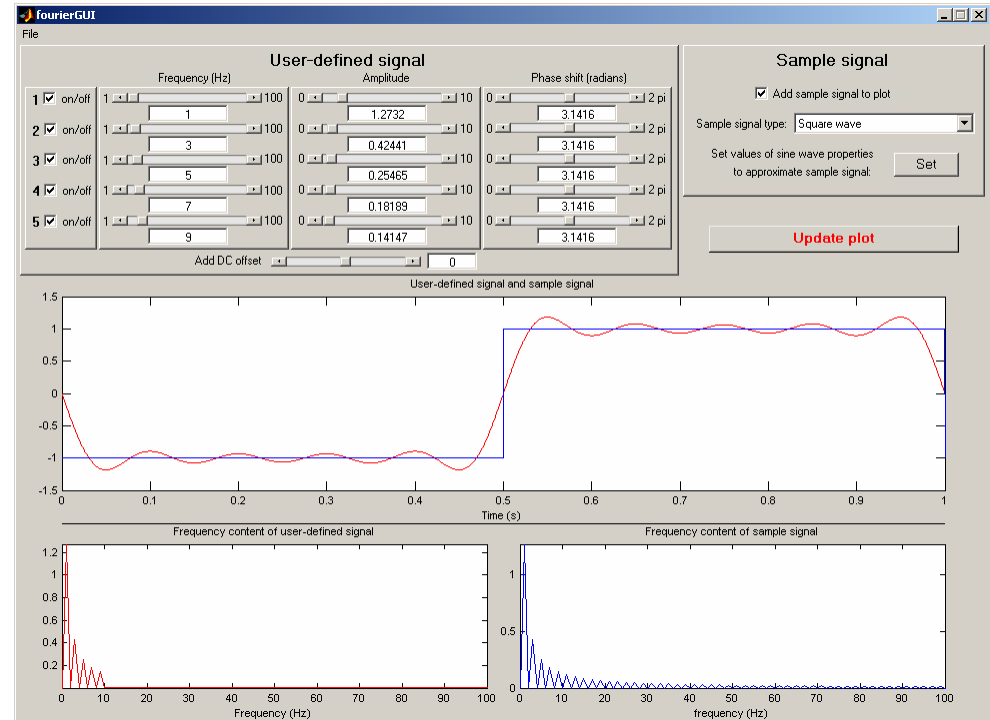 fourierGUI
File
User-defined signal
Frequency (Hz) Amplitude Phase shift (radians)
1 on/off 1 100 0 10 0 2 pi
1 1.2732 3.1416
2 on/off 1 100 0 10 0 2 pi
3 0.42441 3.1416
3 on/off 1 100 0 10 0 2 pi
5 0.25465 3.1416
4 on/off 1 100 0 10 0 2 pi
7 0.18189 3.1416
5 on/off 1 100 0 10 0 2 pi
9 0.14147 3.1416
Add DC offset 0
Sample signal
Add sample signal to plot
Sample signal type: Square wave
Set values of sine wave properties
to approximate sample signal:
Set
Update plot
User-defined signal and sample signal
1.5
1
0.5
0
-0.5
-1
-1.5
0 0.1 0.2 0.3 0.4 0.5 0.6 0.7 0.8 0.9 1
Time (s)
Frequency content of user-defined signal
1.2
1
0.8
0.6
0.4
0.2
0 10 20 30 40 50 60 70 80 90 100
Frequency (Hz)
Frequency content of sample signal
1
0.5
0
0 10 20 30 40 50 60 70 80 90 100
frequency (Hz)